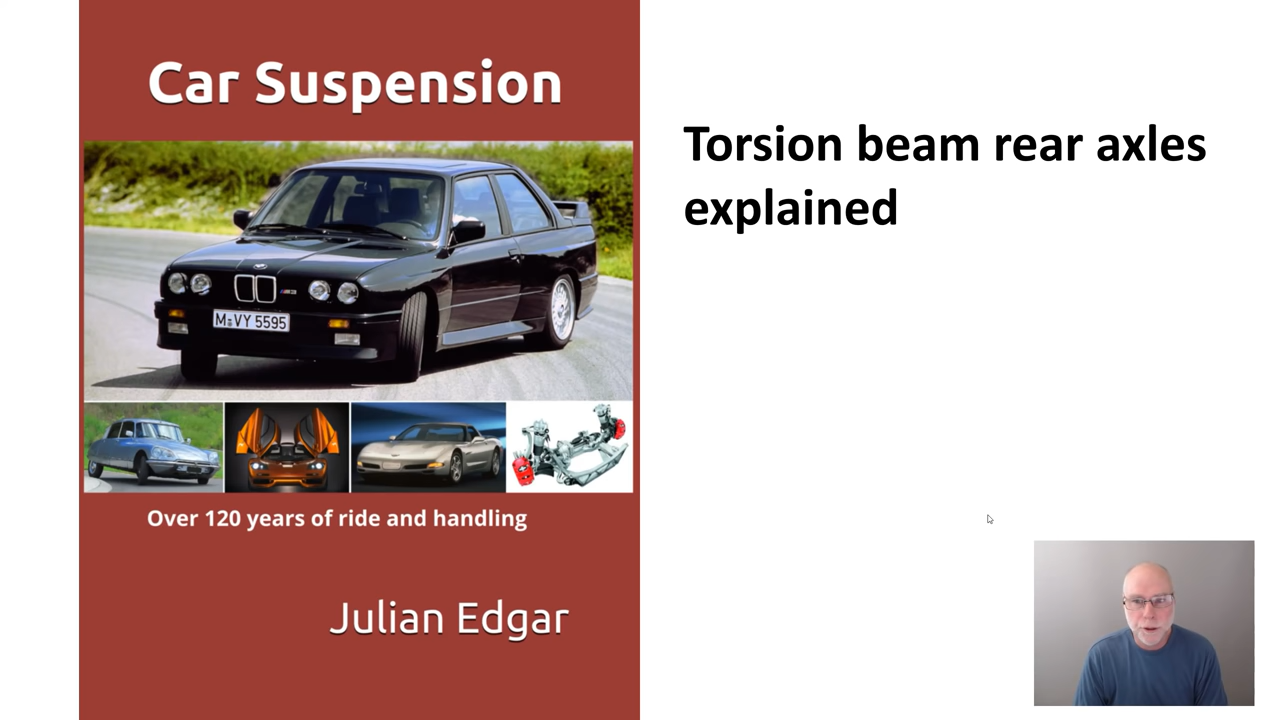 Car Suspension
M VY 5595
Over 120 years of ride and handling
Julian Edgar
Torsion beam rear axles
explained